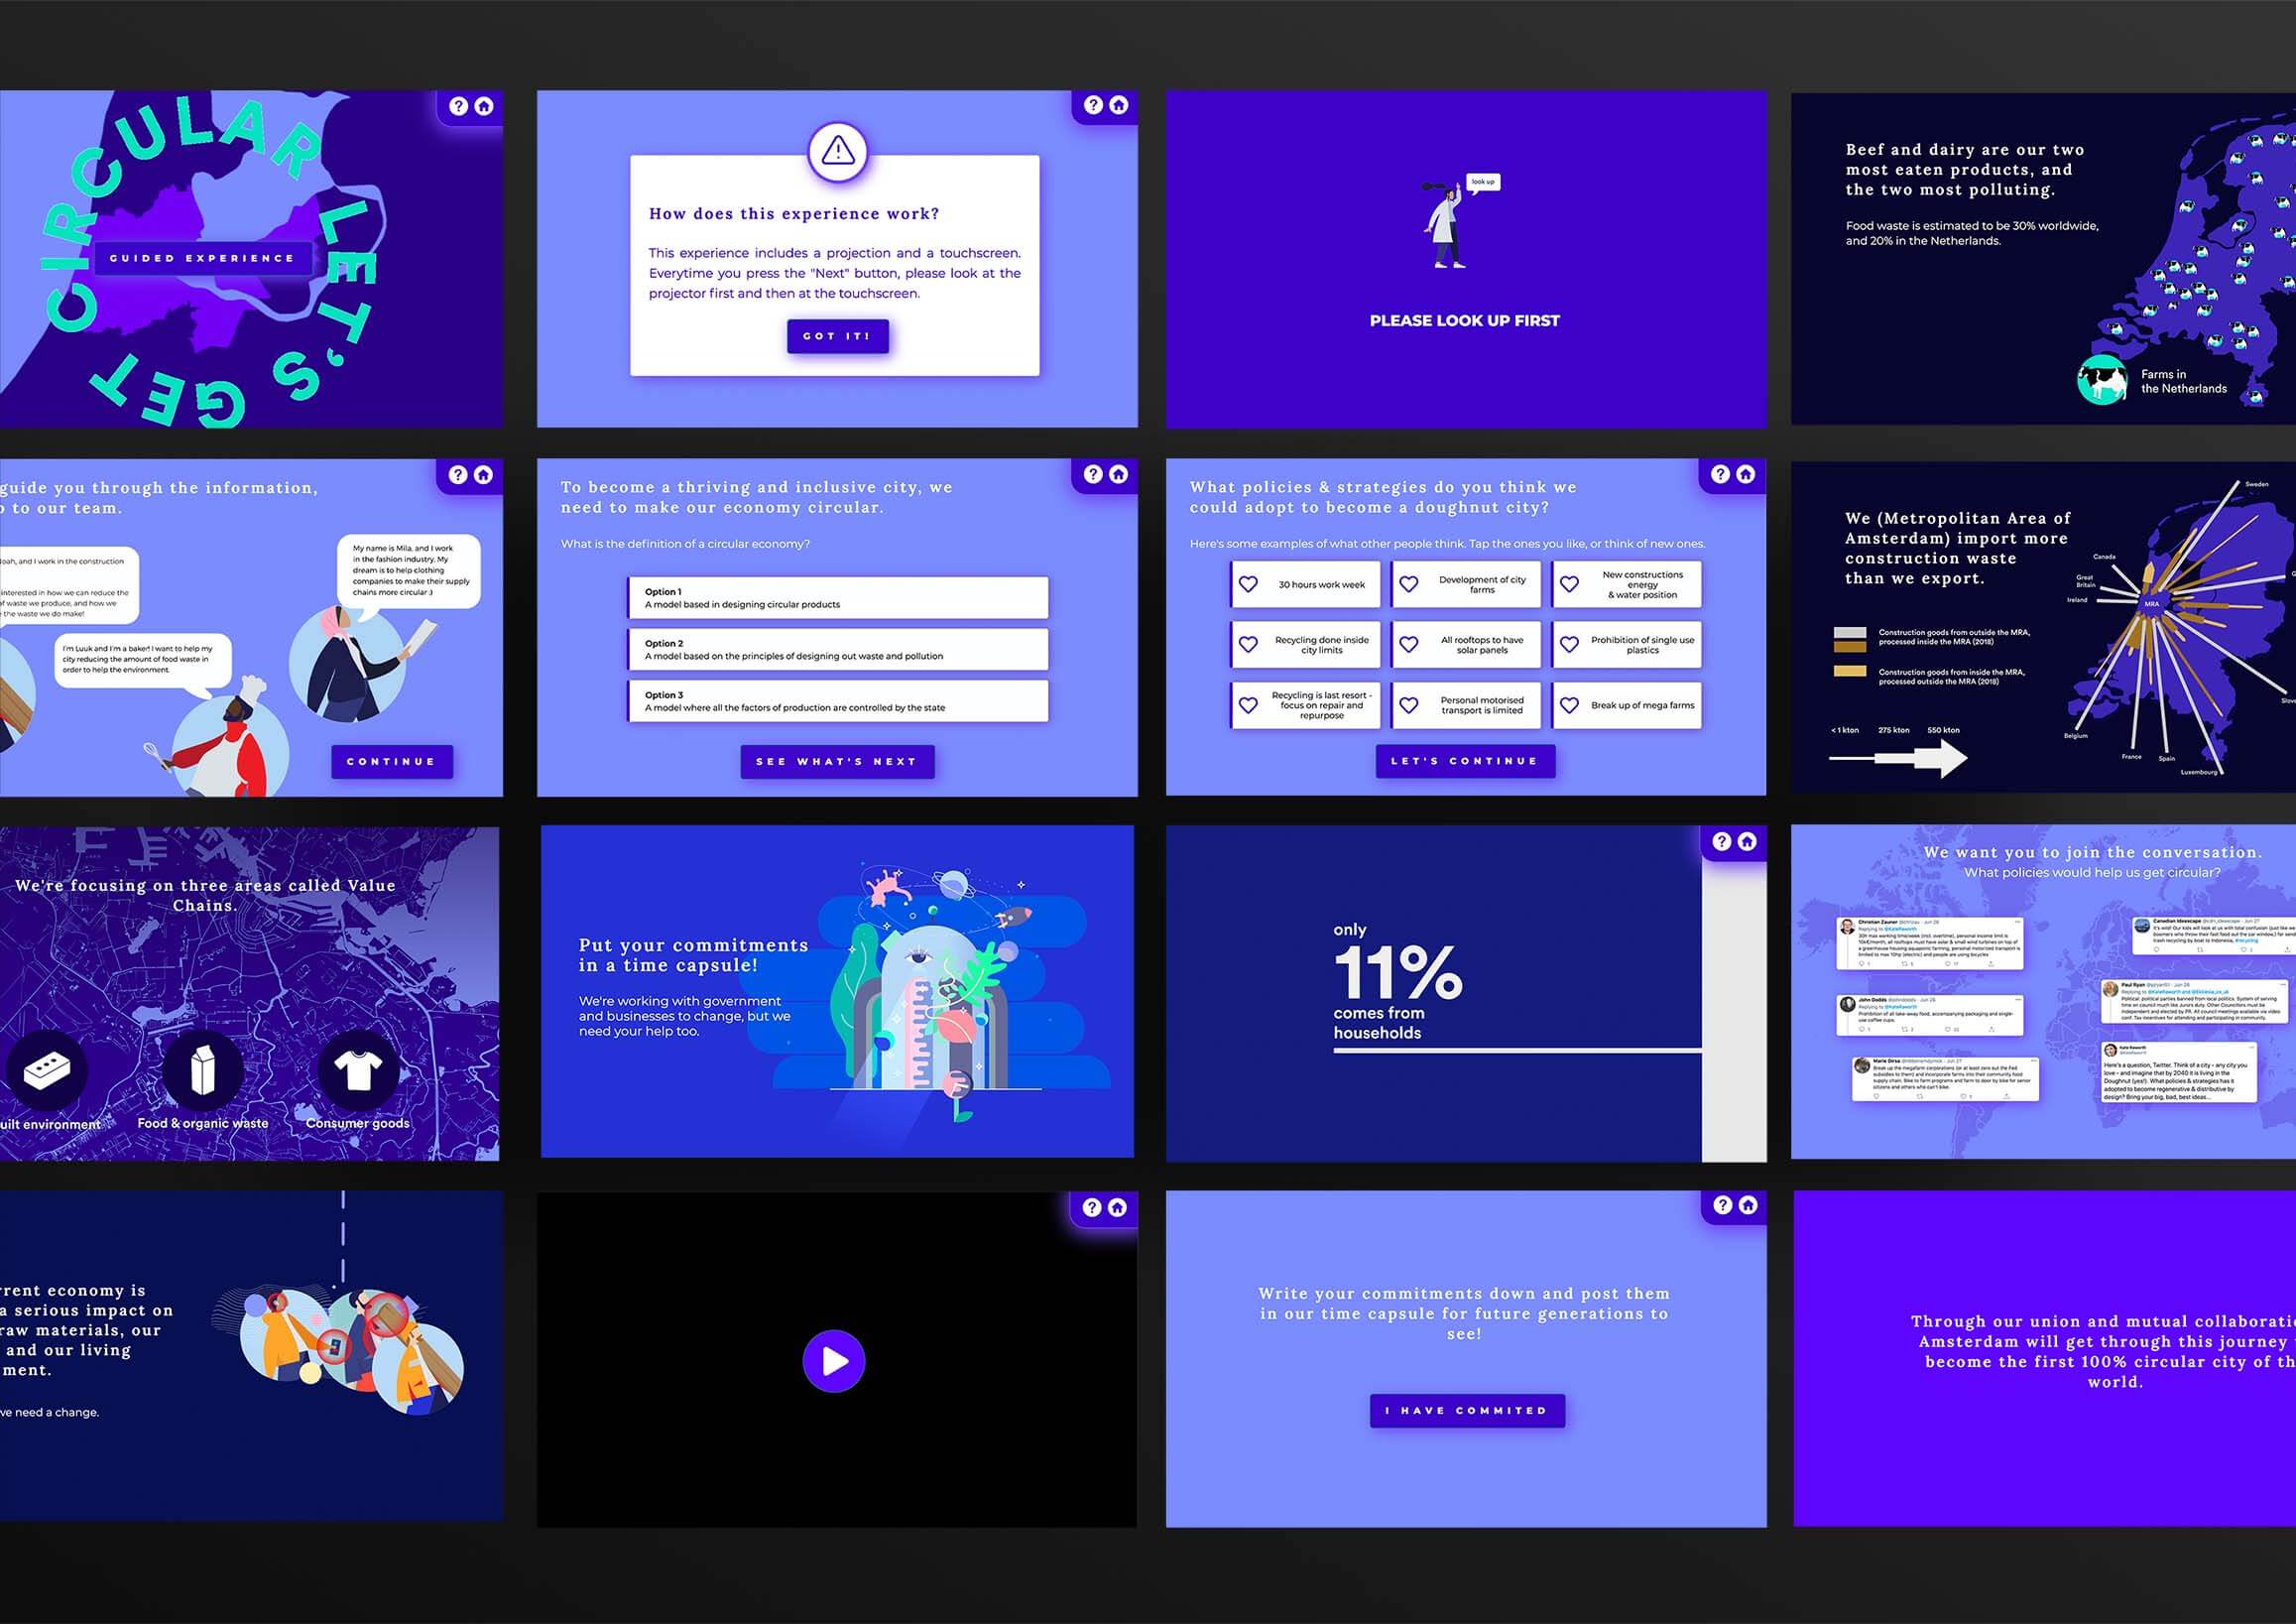 CIRCULAR LET'S GET
GUIDED EXPERIENCE
How does this experience work?
This experience includes a projection and a touchscreen.
Everytime you press the "Next" button, please look at the
projector first and then at the touchscreen.
GOT IT!
look up
PLEASE LOOK UP FIRST
Beef and dairy are our two
most eaten products, and
the two most polluting.
Food waste is estimated to be 30% worldwide,
and 20% in the Netherlands.
Farms in
the Netherlands
guide you through the information,
to our team.
and I work in the construction
interested in how we can reduce the
waste we produce, and how we
the waste we do make!
I'm Luuk and I'm a baker! I want to help my
city reducing the amount of food waste in
order to help the environment.
My name is Mila, and I work
in the fashion industry. My
dream is to help clothing
companies to make their supply
chains more circular :)
CONTINUE
To become a thriving and inclusive city, we
need to make our economy circular.
What is the definition of a circular economy?
Option 1
A model based in designing circular products
Option 2
A model based on the principles of designing out waste and pollution
Option 3
A model where all the factors of production are controlled by the state
SEE WHAT'S NEXT
What policies & strategies do you think we
could adopt to become a doughnut city?
Here's some examples of what other people think. Tap the ones you like, or think of new ones.
30 hours work week
Development of city
farms
New constructions
energy
& water position
Recycling done inside
city limits
All rooftops to have
solar panels
Prohibition of single use
plastics
Recycling is last resort -
focus on repair and
repurpose
Personal motorised
transport is limited
Break up of mega farms
LET'S CONTINUE
We (Metropolitan Area of
Amsterdam) import more
construction waste
than we export.
Construction goods from outside the MRA,
processed inside the MRA (2018)
Construction goods from inside the MRA,
processed outside the MRA (2018)
< 1 kton 275 kton 550 kton
Sweden
Canada
Great
Britain
Ireland
MRA
Belgium
France
Spain
Luxembourg
We're focusing on three areas called Value
Chains.
uilt environment
Food & organic waste
Consumer goods
Put your commitments
in a time capsule!
We're working with government
and businesses to change, but we
need your help too.
only
11%
comes from
households
We want you to join the conversation.
What policies would help us get circular?
rrent economy is
a serious impact on
raw materials, our
and our living
ment.
ve need a change.
Write your commitments down and post them
in our time capsule for future generations to
see!
I HAVE COMMITED
Through our union and mutual collaboratio
Amsterdam will get through this journey
become the first 100% circular city of th
world.